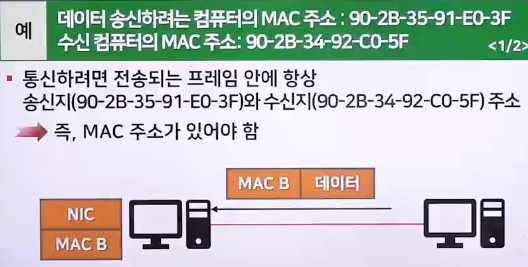 예
데이터 송신하려는 컴퓨터의 MAC 주소 : 90-2B-35-91-E0-3F
수신 컴퓨터의 MAC 주소: 90-2B-34-92-C0-5F
<1/2>
▪ 통신하려면 전송되는 프레임 안에 항상
송신지(90-2B-35-91-E0-3F)와 수신지(90-2B-34-92-C0-5F) 주소
즉, MAC 주소가 있어야 함
MAC B 데이터
NIC
MAC B